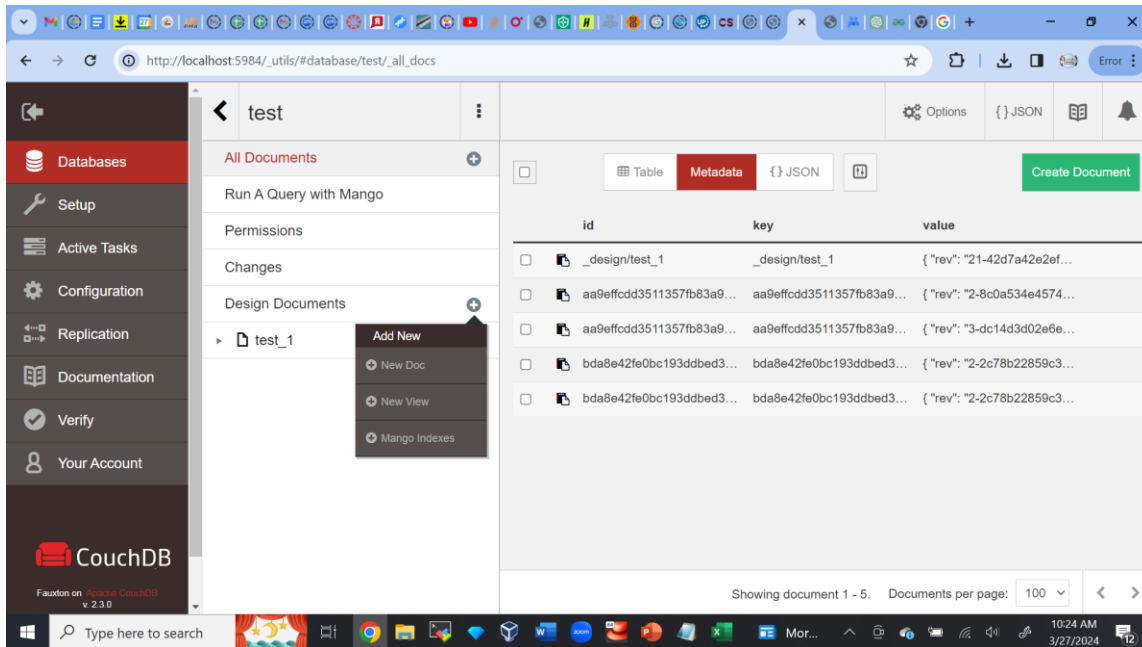 http://localhost:5984/_utils/#database/test/_all_docs
Error
test
Options
{ } JSON
Databases
Setup
Active Tasks
Configuration
Replication
Documentation
Verify
Your Account
CouchDB
Fauxton on Apache CouchDB
v. 2.3.0
All Documents
Run A Query with Mango
Permissions
Changes
Design Documents
test_1
Add New
New Doc
New View
Mango Indexes
Table
Metadata
{ } JSON
Create Document
id key value
_design/test_1 _design/test_1 { "rev": "21-42d7a42e2ef...
aa9effcdd3511357fb83a9... aa9effcdd3511357fb83a9... { "rev": "2-8c0a534e4574...
aa9effcdd3511357fb83a9... aa9effcdd3511357fb83a9... { "rev": "3-dc14d3d02e6e...
bda8e42fe0bc193ddbed3... bda8e42fe0bc193ddbed3... { "rev": "2-2c78b22859c3...
bda8e42fe0bc193ddbed3... bda8e42fe0bc193ddbed3... { "rev": "2-2c78b22859c3...
Showing document 1 - 5. Documents per page: 100
Type here to search
zoom
Mor...
10:24 AM
3/27/2024
12